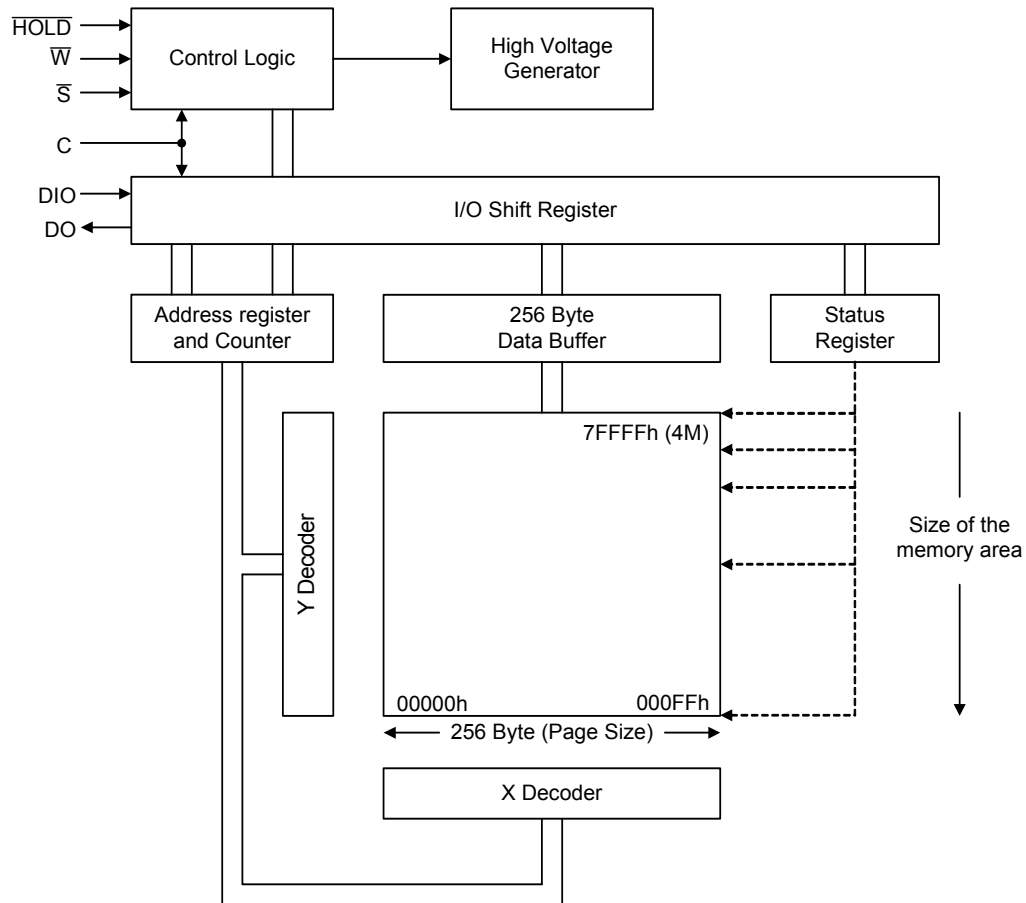 HOLD
W
S
C
DIO
DO
Control Logic
High Voltage
Generator
I/O Shift Register
Address register
and Counter
256 Byte
Data Buffer
Status
Register
7FFFFh (4M)
Y Decoder
Size of the
memory area
00000h
000FFh
256 Byte (Page Size)
X Decoder